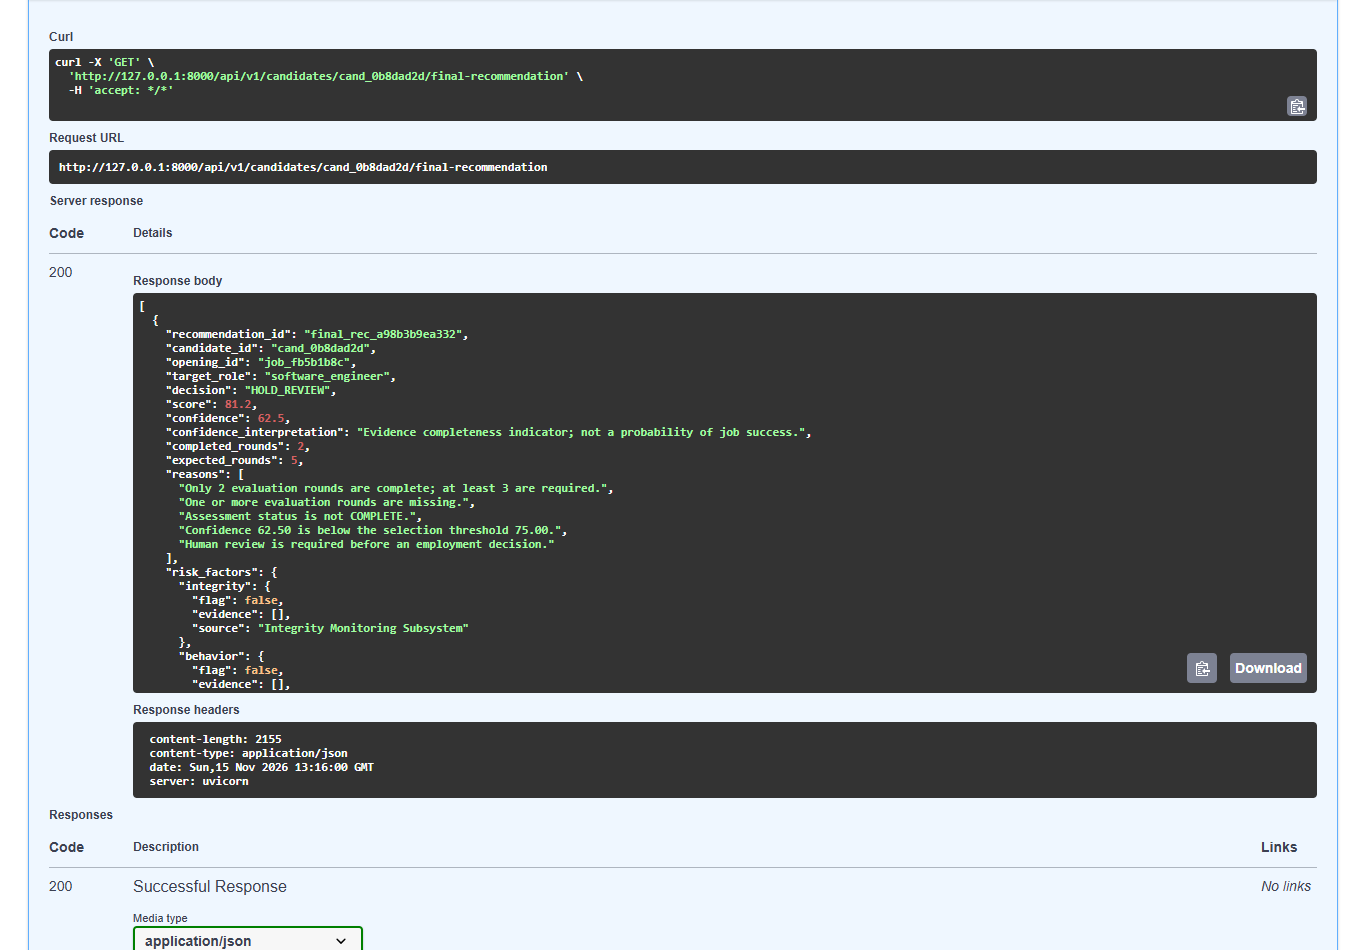 Curl
curl -X 'GET' \
  'http://127.0.0.1:8000/api/v1/candidates/cand_0b8dad2d/final-recommendation' \
  -H 'accept: */*'
Request URL
http://127.0.0.1:8000/api/v1/candidates/cand_0b8dad2d/final-recommendation
Server response
Code Details
200
Response body
[
  {
    "recommendation_id": "final_rec_a98b3b9ea332",
    "candidate_id": "cand_0b8dad2d",
    "opening_id": "job_fb5b1b8c",
    "target_role": "software_engineer",
    "decision": "HOLD_REVIEW",
    "score": 81.2,
    "confidence": 62.5,
    "confidence_interpretation": "Evidence completeness indicator; not a probability of job success.",
    "completed_rounds": 2,
    "expected_rounds": 5,
    "reasons": [
      "Only 2 evaluation rounds are complete; at least 3 are required.",
      "One or more evaluation rounds are missing.",
      "Assessment status is not COMPLETE.",
      "Confidence 62.50 is below the selection threshold 75.00.",
      "Human review is required before an employment decision."
    ],
    "risk_factors": {
      "integrity": {
        "flag": false,
        "evidence": [],
        "source": "Integrity Monitoring Subsystem"
      },
      "behavior": {
        "flag": false,
        "evidence": [],
Download
Response headers
content-length: 2155
content-type: application/json
date: Sun,15 Nov 2026 13:16:00 GMT
server: uvicorn
Responses
Code Description Links
200 Successful Response No links
Media type
application/json